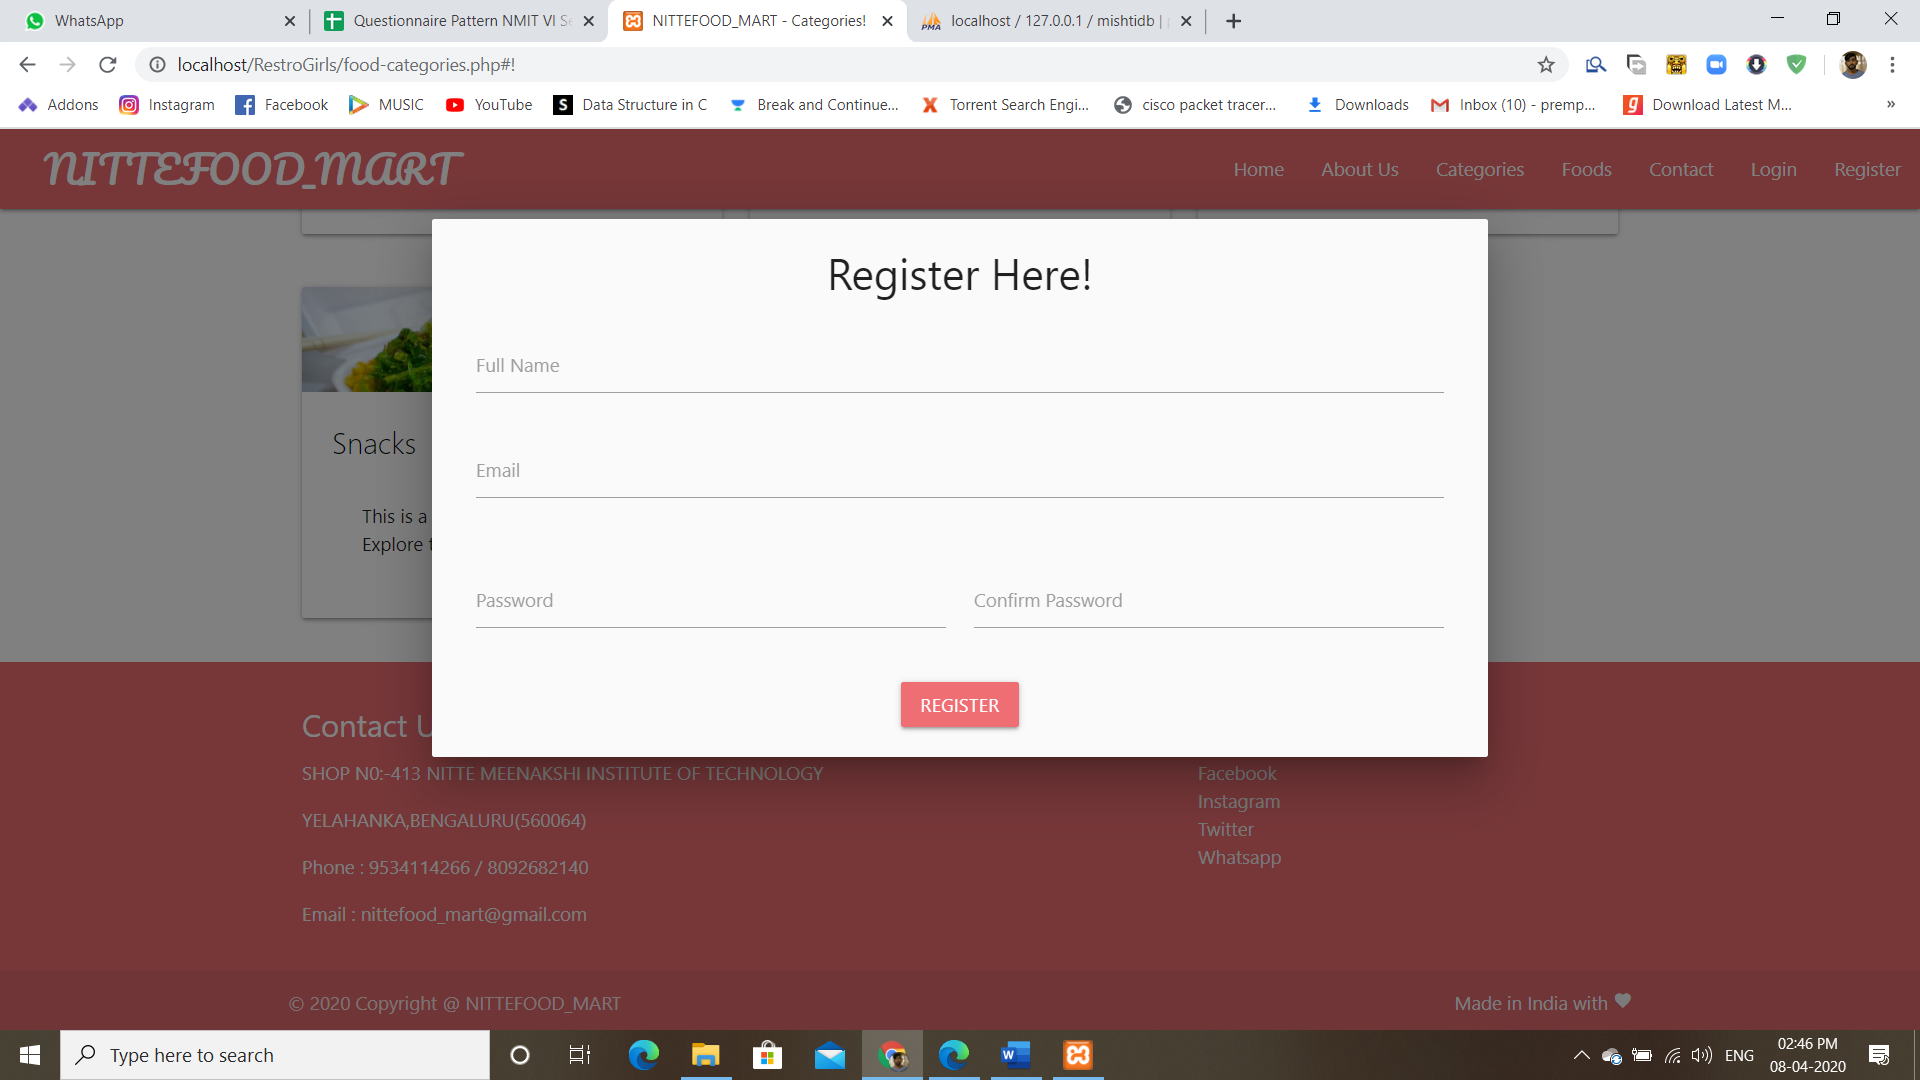 WhatsApp
Questionnaire Pattern NMIT VI Se
NITTEFOOD_MART - Categories!
localhost / 127.0.0.1 / mishtidb |
localhost/RestroGirls/food-categories.php#!
Addons
Instagram
Facebook
MUSIC
YouTube
S
Data Structure in C
Break and Continue...
Torrent Search Engi...
cisco packet tracer...
Downloads
Inbox (10) - premp...
Download Latest M...
»
NITTEFOOD_MART
Home
About Us
Categories
Foods
Contact
Login
Register
Register Here!
Full Name
Email
Password
Confirm Password
REGISTER
Snacks
This is a
Explore
Contact U
SHOP N0:-413 NITTE MEENAKSHI INSTITUTE OF TECHNOLOGY
YELAHANKA,BENGALURU(560064)
Phone : 9534114266 / 8092682140
Email : nittefood_mart@gmail.com
Facebook
Instagram
Twitter
Whatsapp
© 2020 Copyright @ NITTEFOOD_MART
Made in India with
Type here to search
ENG
02:46 PM
08-04-2020